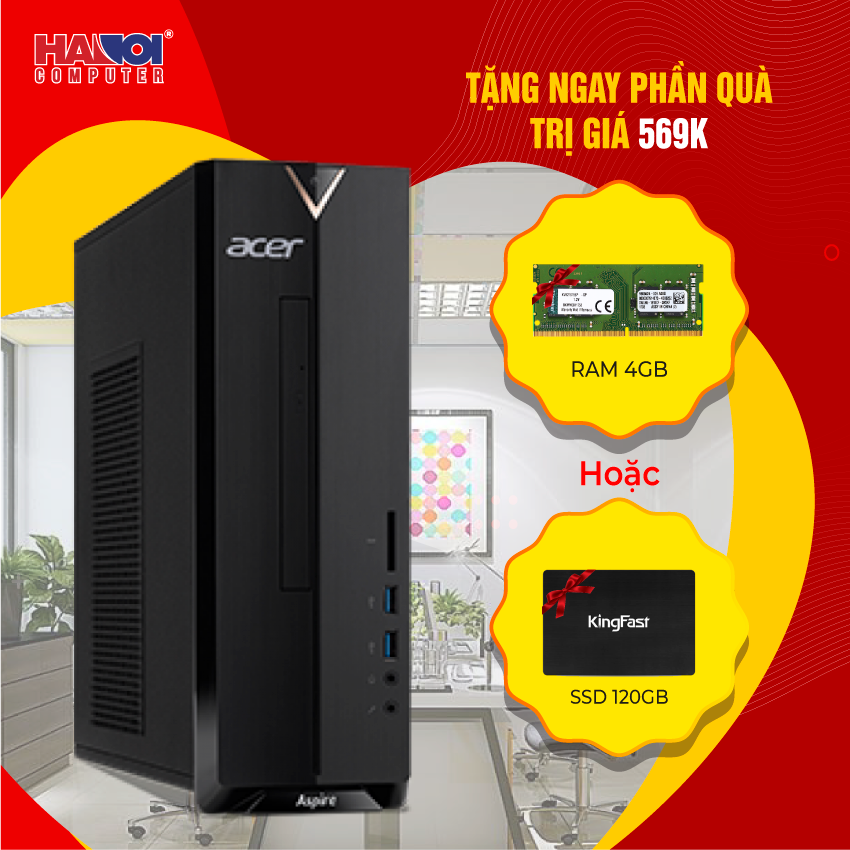 HANOI
COMPUTER
TẶNG NGAY PHẦN QUÀ
TRỊ GIÁ 569K
acer
RAM 4GB
Hoặc
KingFast
SSD 120GB
Aspire